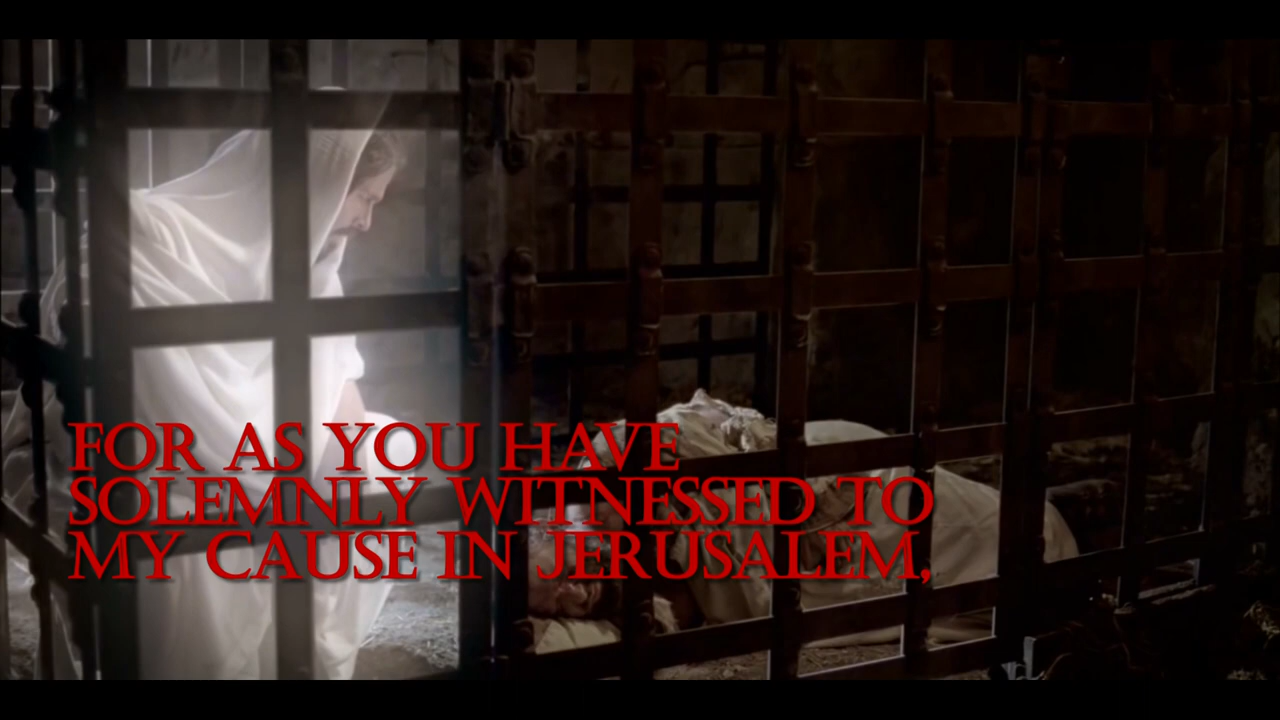 FOR AS YOU HAVE
SOLEMNLY WITNESSED TO
MY CAUSE IN JERUSALEM,